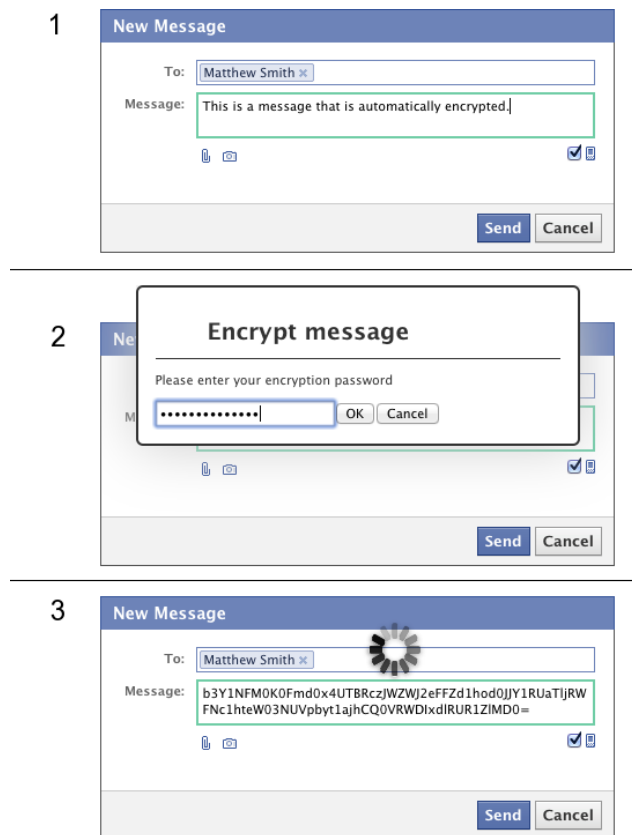 1
New Message
To: Matthew Smith ×
Message: This is a message that is automatically encrypted.
Send Cancel
2
Ne
Encrypt message
Please enter your encryption password
•••••••••••••• OK Cancel
M
Send Cancel
3
New Message
To: Matthew Smith ×
Message: b3Y1NFM0K0Fmd0x4UTBRczJWZWJ2eFFZd1hod0JJY1RUaTljRW
FNc1hteW03NUVpbyt1ajhCQ0VRWDIxdlRUR1ZlMD0=
Send Cancel